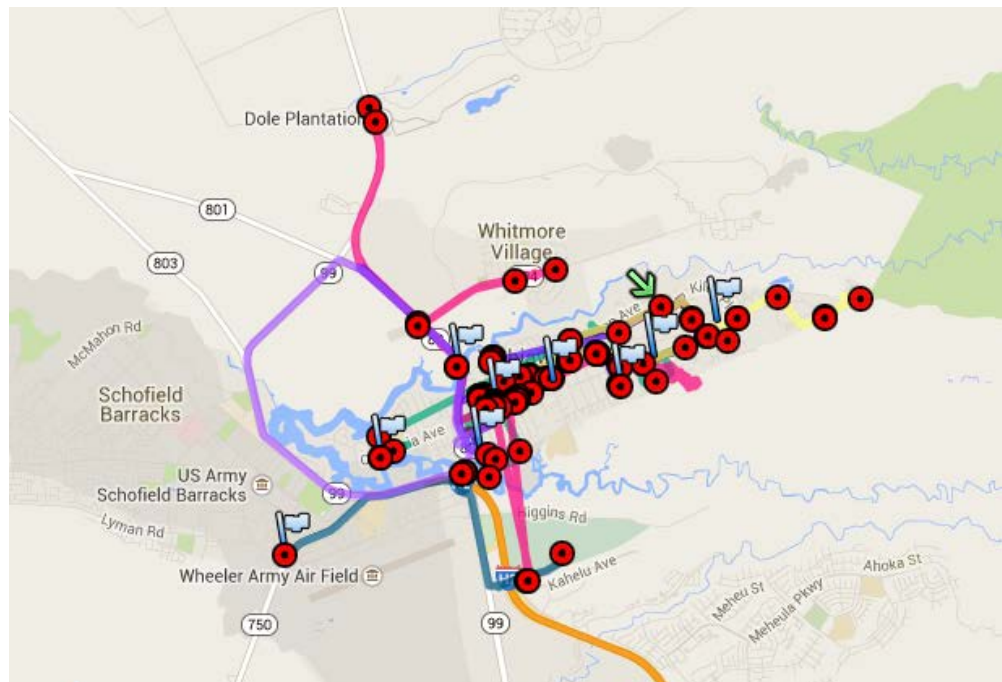 Dole Plantation
801
Whitmore
Village
803
99
McMahon Rd
Schofield
Barracks
Ave
US Army
Schofield Barracks
99
Lyman Rd
Higgins Rd
Wheeler Army Air Field
Kahelu Ave
Ahoka St
Meheu St
Meheula Pkwy
750
99